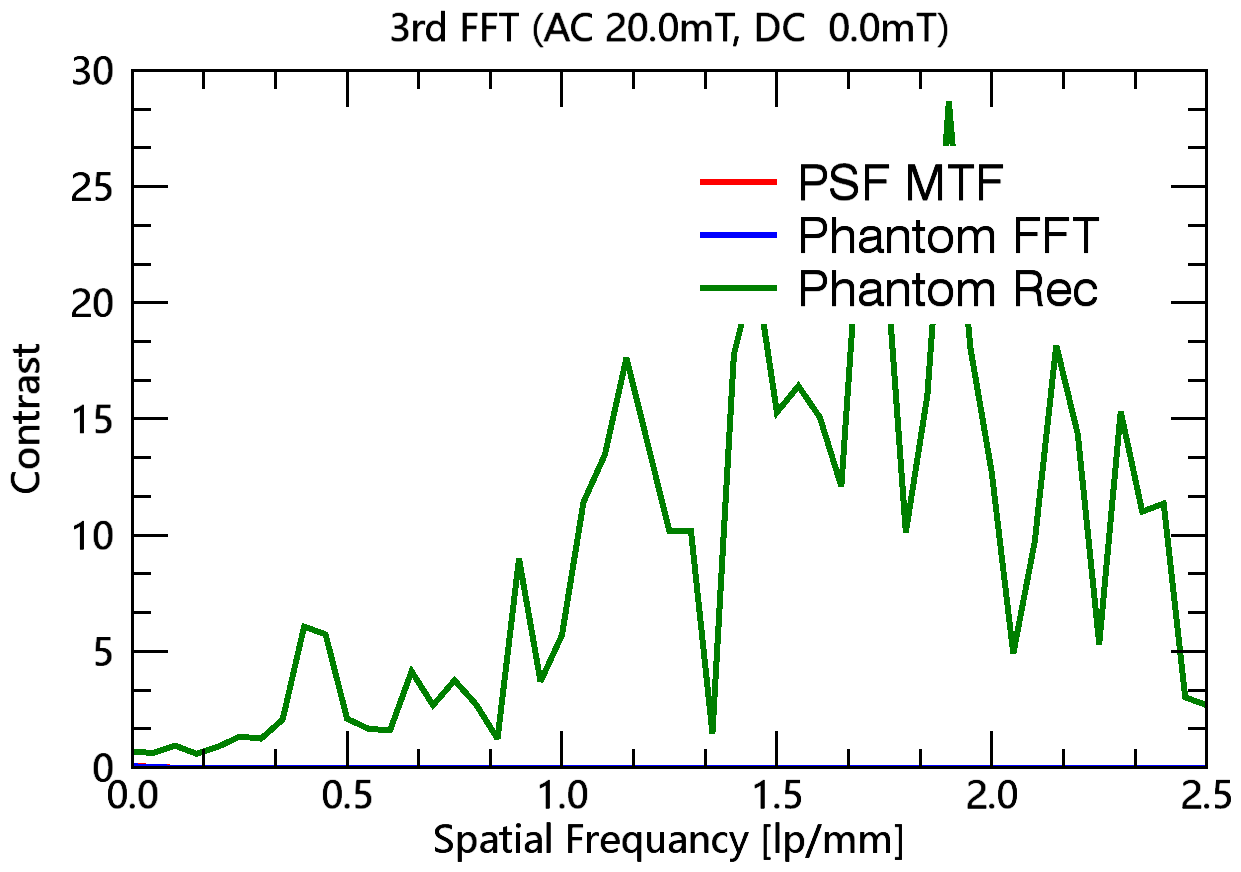 3rd FFT (AC 20.0mT, DC  0.0mT)
30
25
20
15
10
5
0
Contrast
PSF MTF
Phantom FFT
Phantom Rec
0.0 0.5 1.0 1.5 2.0 2.5
Spatial Frequancy [lp/mm]